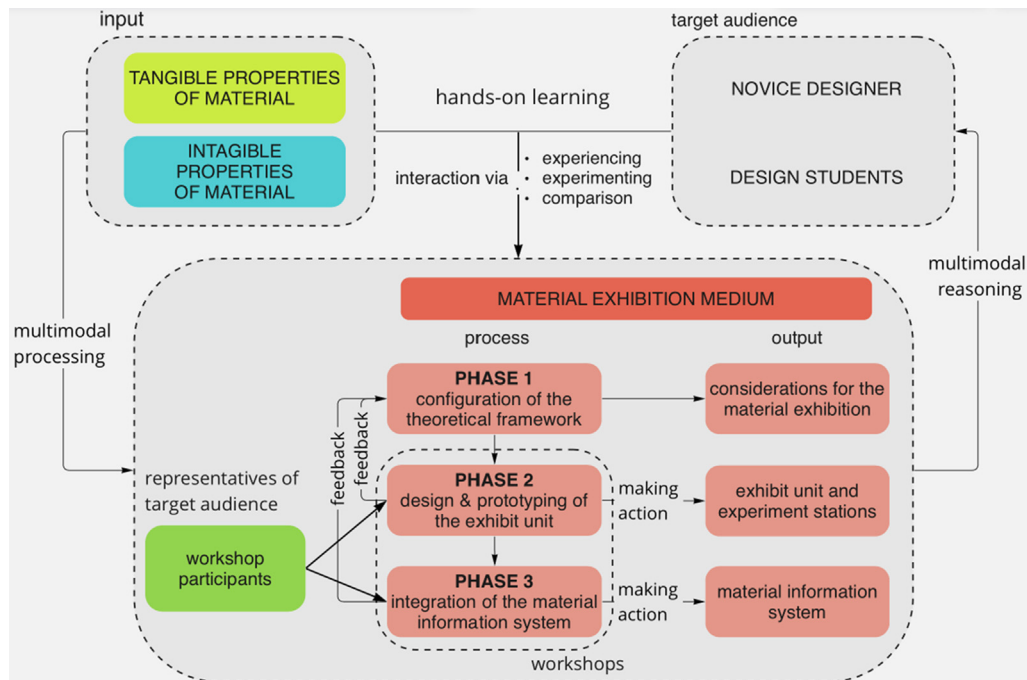 input
TANGIBLE PROPERTIES
OF MATERIAL
INTAGIBLE
PROPERTIES
OF MATERIAL
hands-on learning
interaction via
• experiencing
• experimenting
• comparison
target audience
NOVICE DESIGNER
DESIGN STUDENTS
multimodal
processing
multimodal
reasoning
MATERIAL EXHIBITION MEDIUM
process
output
PHASE 1
configuration of the
theoretical framework
considerations for the
material exhibition
feedback
feedback
representatives of
target audience
workshop
participants
PHASE 2
design & prototyping of
the exhibit unit
making
action
exhibit unit and
experiment stations
PHASE 3
integration of the material
information system
making
action
material information
system
workshops